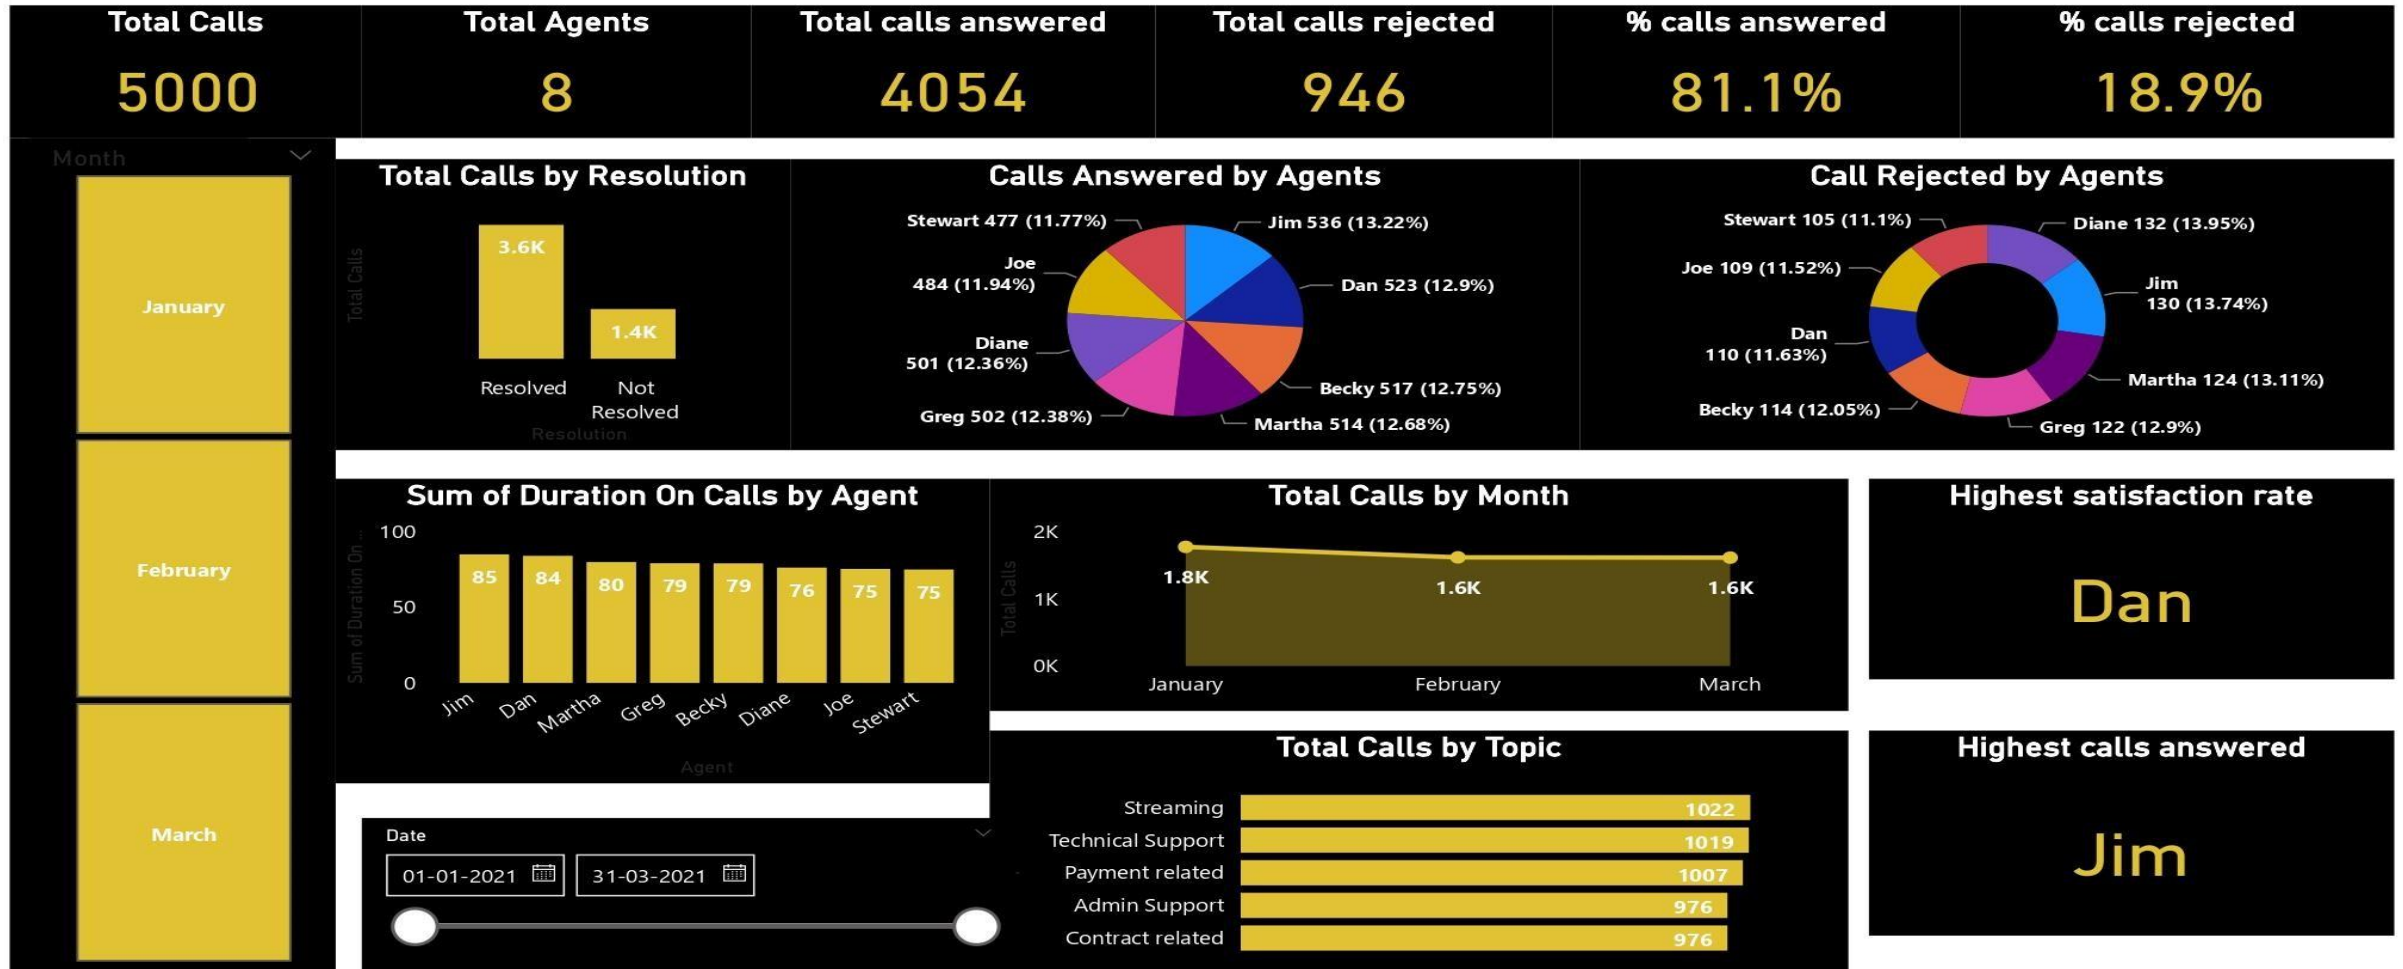 Total Calls
5000
Total Agents
8
Total calls answered
4054
Total calls rejected
946
% calls answered
81.1%
% calls rejected
18.9%
Month
January
February
March
Total Calls by Resolution
Total Calls
3.6K
1.4K
Resolved
Not
Resolved
Resolution
Calls Answered by Agents
Stewart 477 (11.77%)
Jim 536 (13.22%)
Joe
484 (11.94%)
Dan 523 (12.9%)
Diane
501 (12.36%)
Becky 517 (12.75%)
Greg 502 (12.38%)
Martha 514 (12.68%)
Call Rejected by Agents
Stewart 105 (11.1%)
Diane 132 (13.95%)
Joe 109 (11.52%)
Jim
130 (13.74%)
Dan
110 (11.63%)
Martha 124 (13.11%)
Becky 114 (12.05%)
Greg 122 (12.9%)
Sum of Duration On Calls by Agent
Sum of Duration On ...
100
50
0
85
84
80
79
79
76
75
75
Jim
Dan
Martha
Greg
Becky
Diane
Joe
Stewart
Agent
Total Calls by Month
Total Calls
2K
1K
0K
1.8K
1.6K
1.6K
January
February
March
Highest satisfaction rate
Dan
Date
01-01-2021
31-03-2021
Total Calls by Topic
Streaming 1022
Technical Support 1019
Payment related 1007
Admin Support 976
Contract related 976
Highest calls answered
Jim